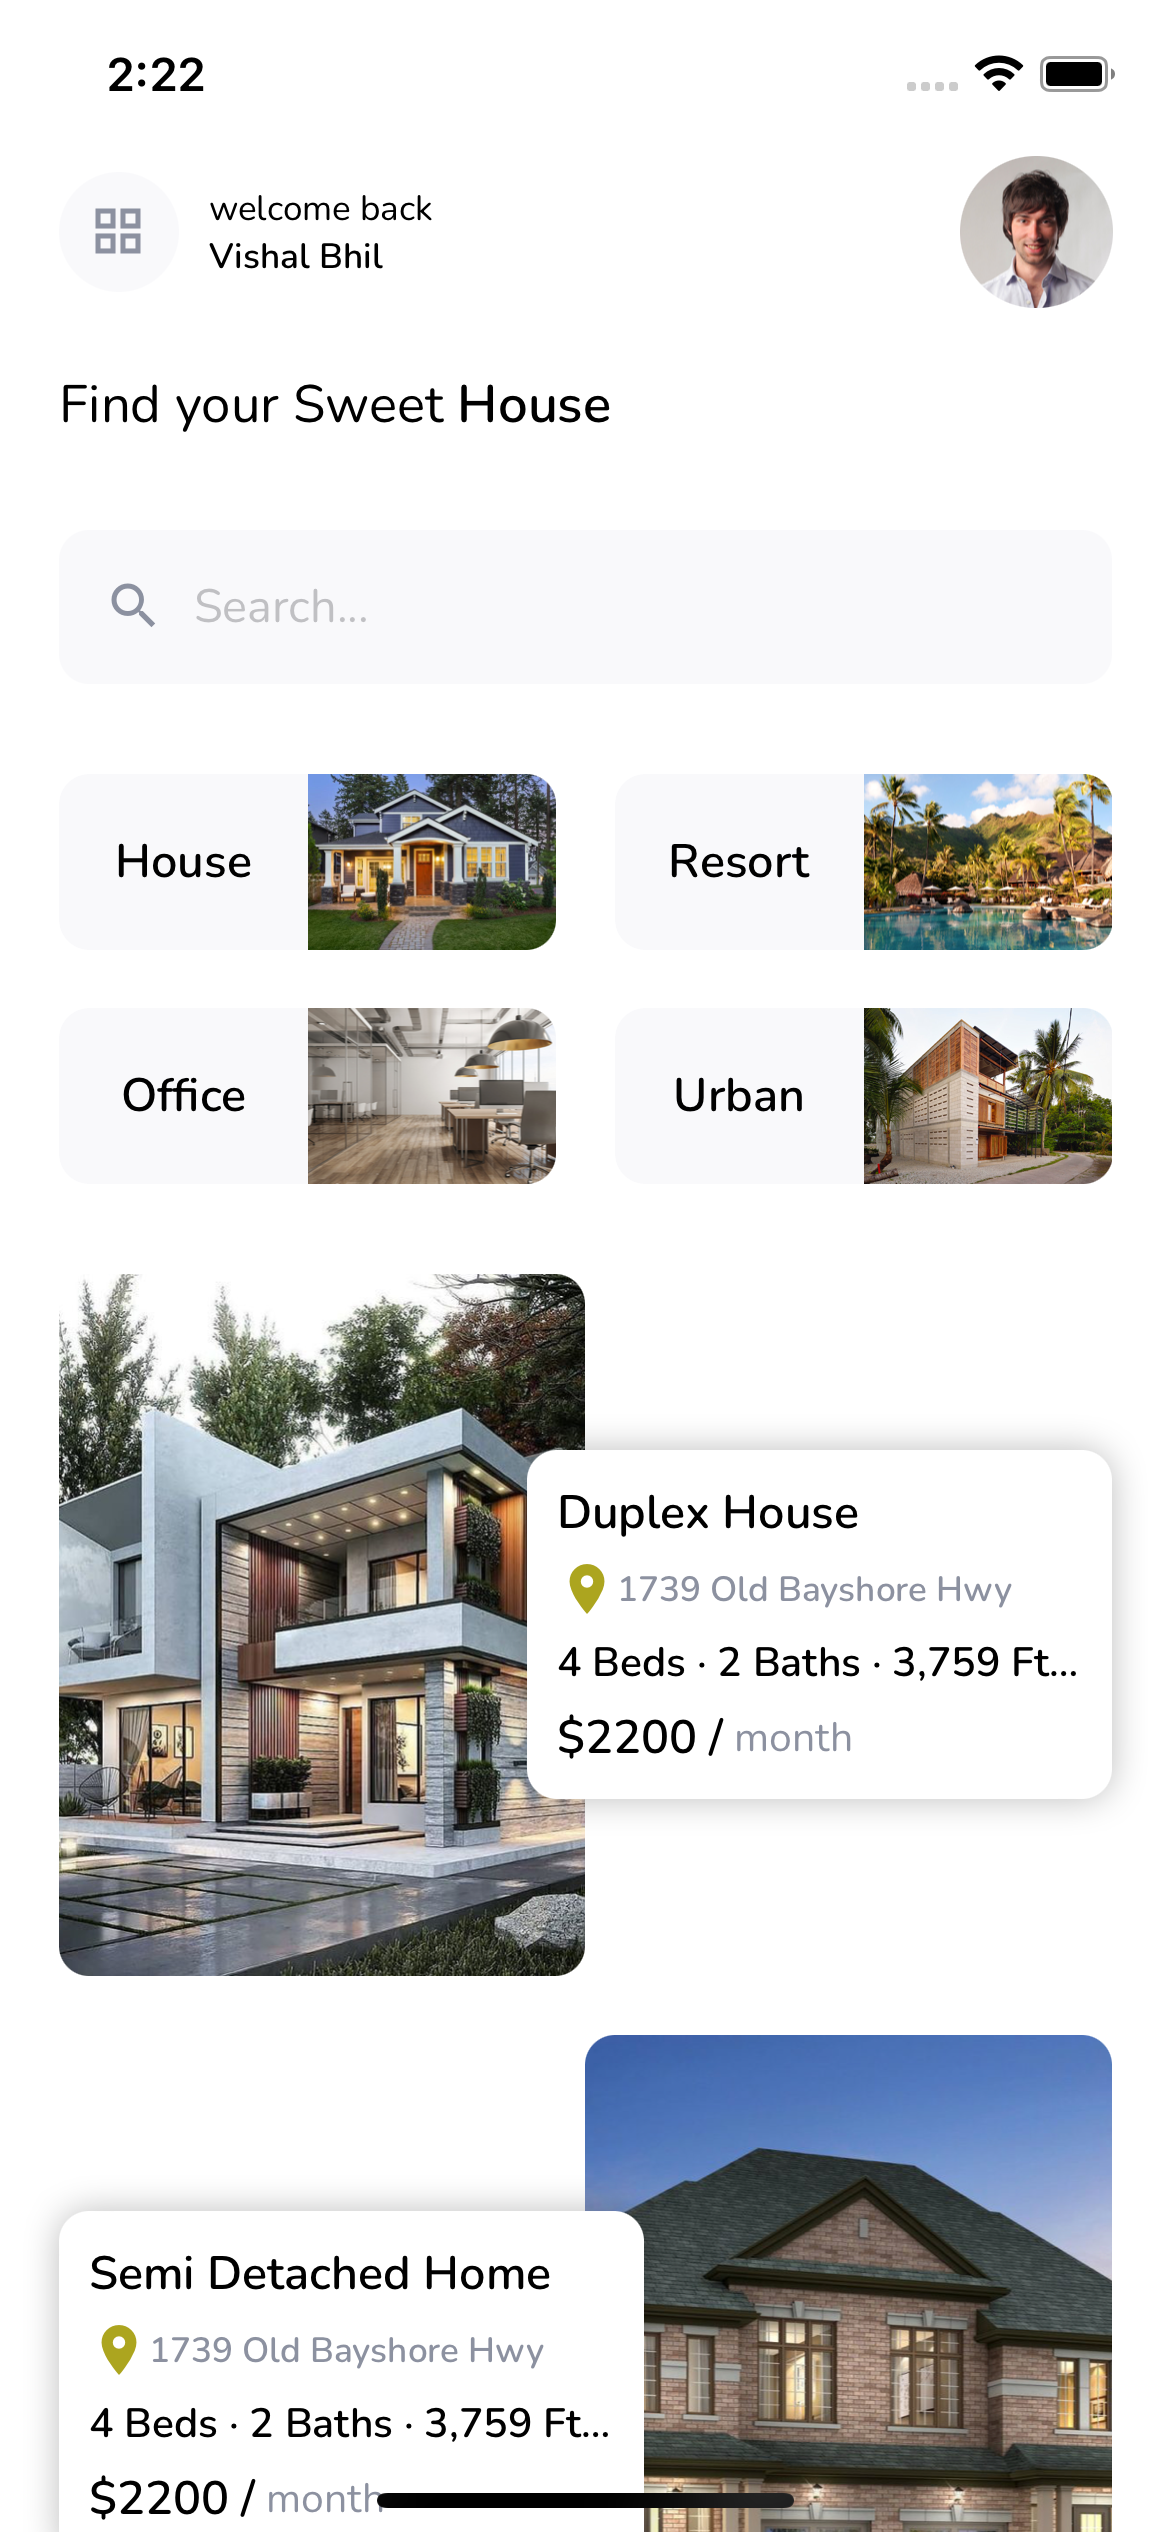 2:22
welcome back
Vishal Bhil
Find your Sweet House
Search...
House
Resort
Office
Urban
Duplex House
1739 Old Bayshore Hwy
4 Beds · 2 Baths · 3,759 Ft...
$2200 / month
Semi Detached Home
1739 Old Bayshore Hwy
4 Beds · 2 Baths · 3,759 Ft...
$2200 / month